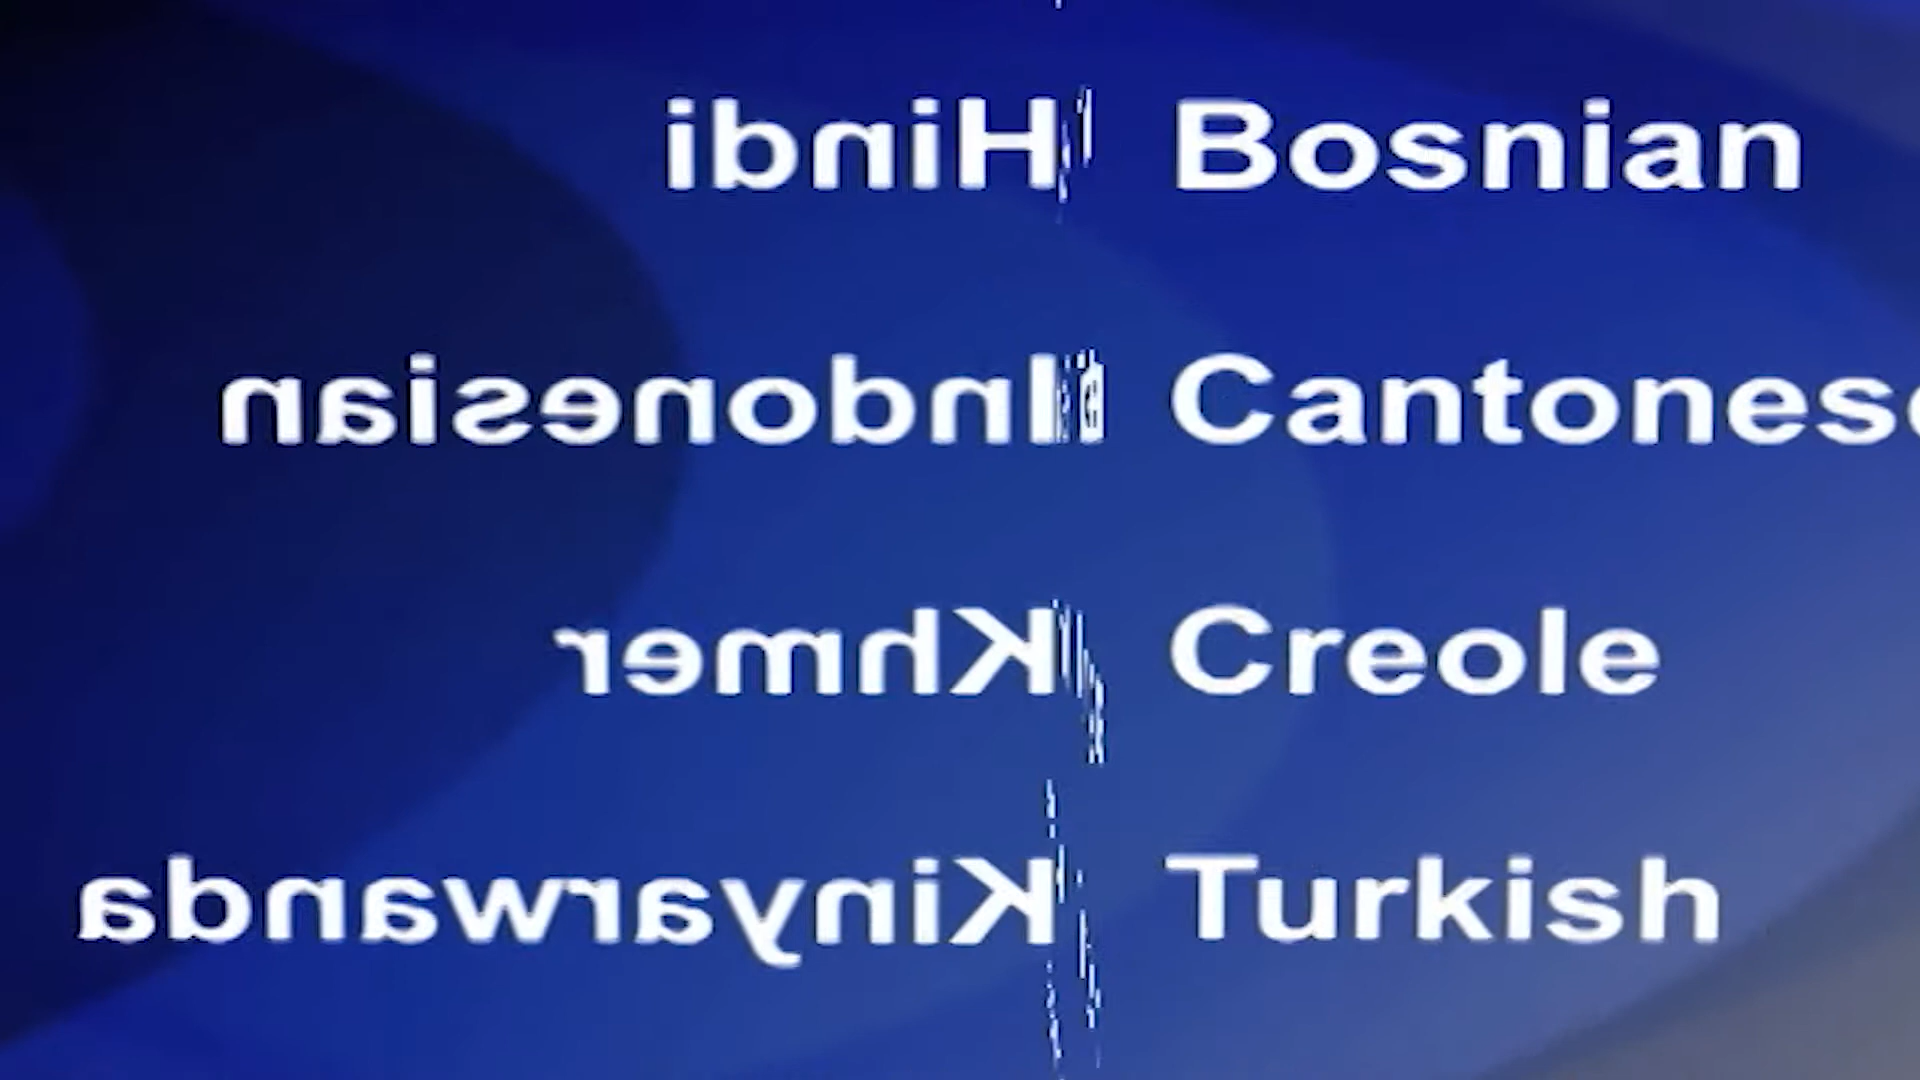 Hindi Bosnian
Indonesian Cantonese
Khmer Creole
Kinyarwanda Turkish